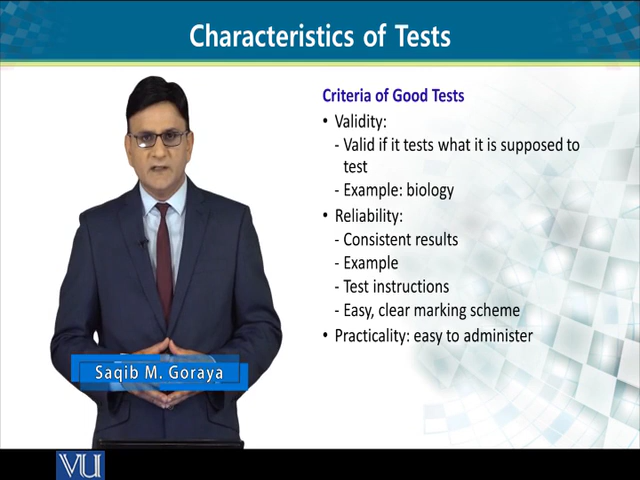 Characteristics of Tests
Criteria of Good Tests
• Validity:
- Valid if it tests what it is supposed to
test
- Example: biology
• Reliability:
- Consistent results
- Example
- Test instructions
- Easy, clear marking scheme
• Practicality: easy to administer
Saqib M. Goraya
VU